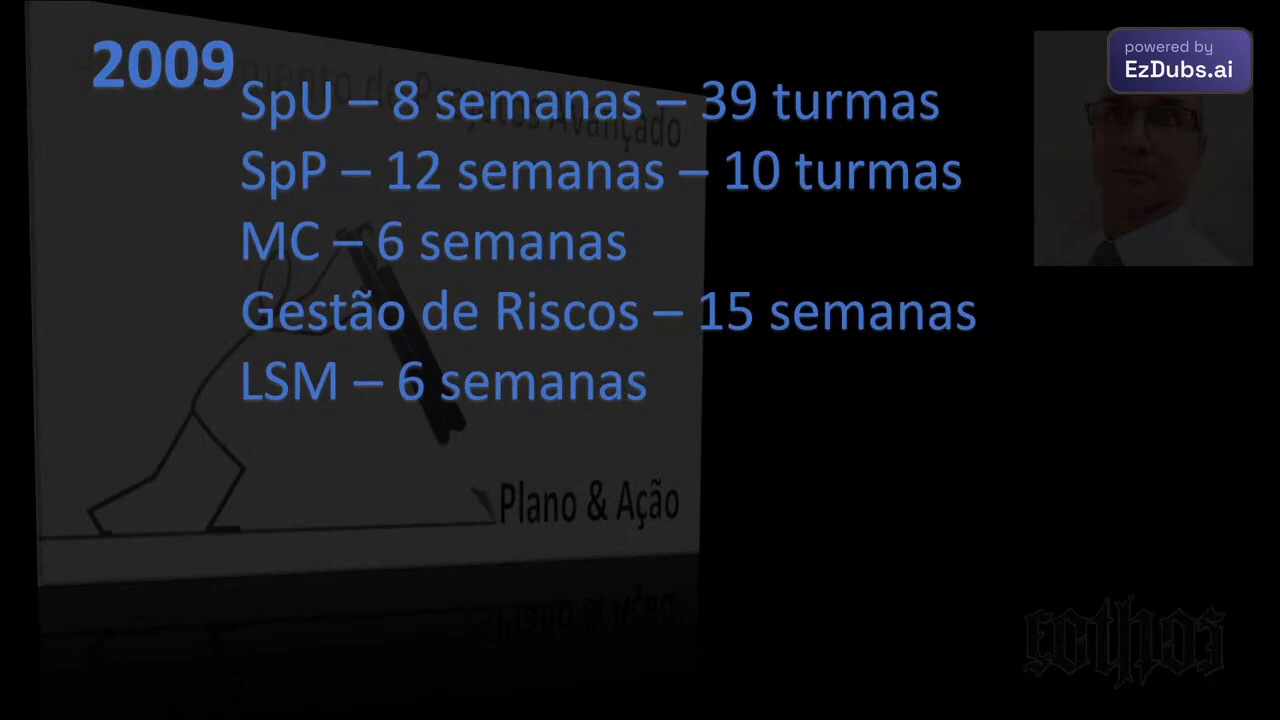 powered by
EzDubs.ai
2009
SpU – 8 semanas – 39 turmas
SpP – 12 semanas – 10 turmas
MC – 6 semanas
Gestão de Riscos – 15 semanas
LSM – 6 semanas
Avançado
Plano & Ação